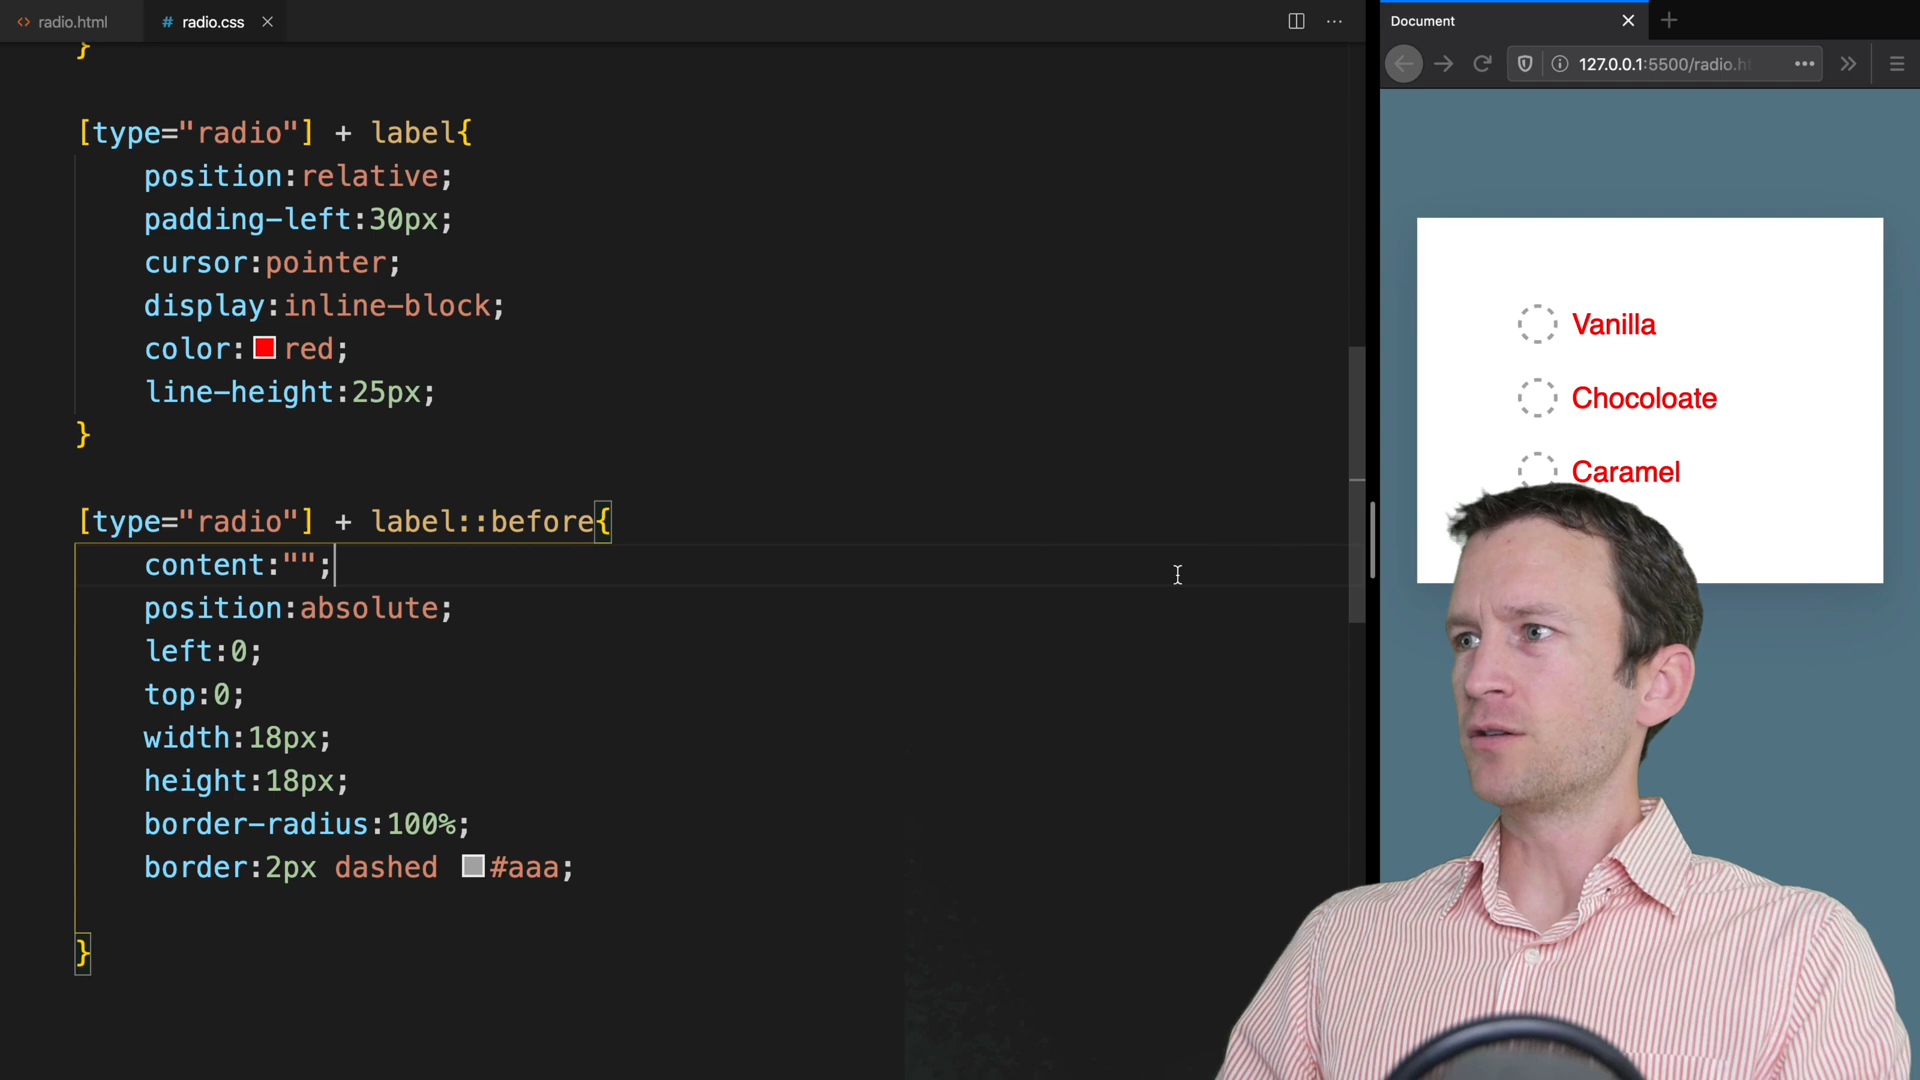 <> radio.html
# radio.css
}
[type="radio"] + label{
position:relative;
padding-left:30px;
cursor:pointer;
display:inline-block;
color: red;
line-height:25px;
}
[type="radio"] + label::before{
content:"";
position:absolute;
left:0;
top:0;
width:18px;
height:18px;
border-radius:100%;
border:2px dashed #aaa;
}
Document
127.0.0.1:5500/radio.h
Vanilla
Chocoloate
Caramel